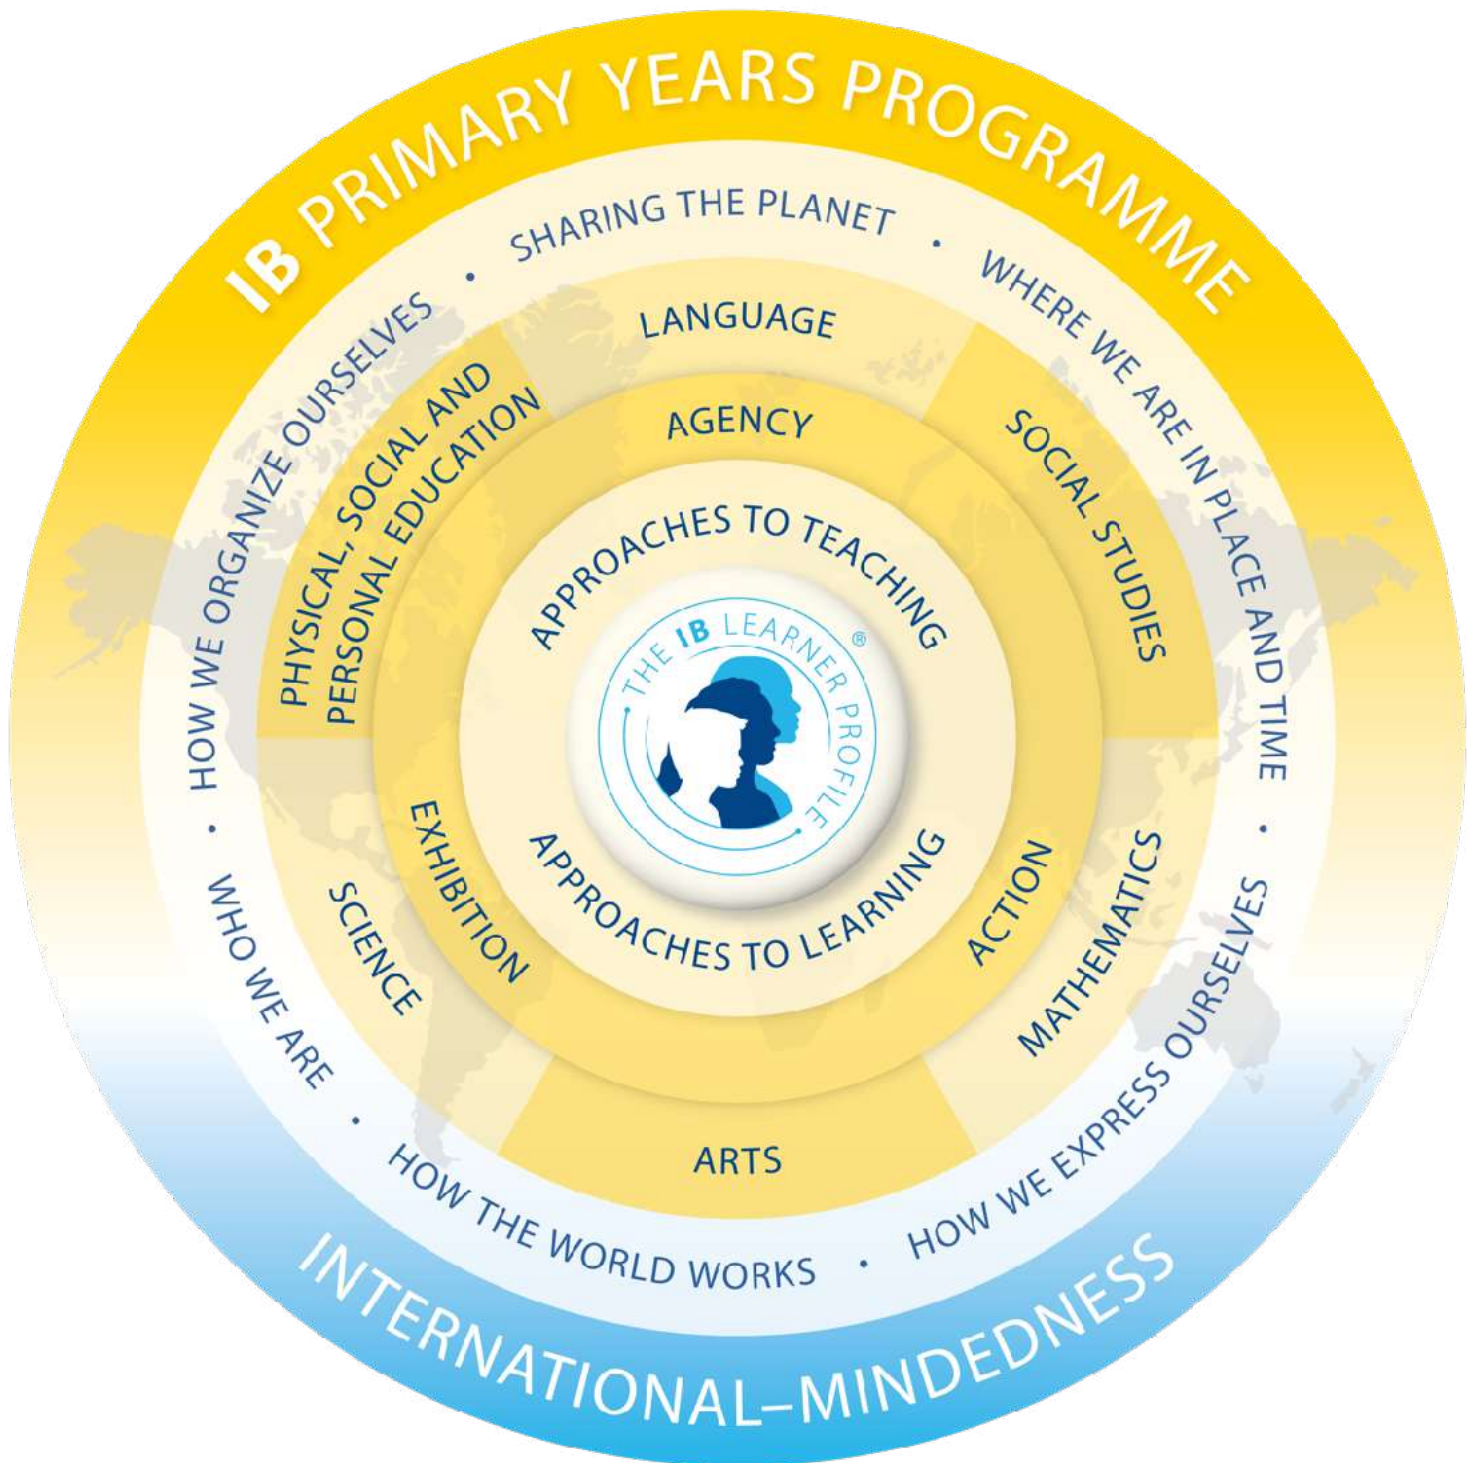 IB PRIMARY YEARS PROGRAMME
SHARING THE PLANET
•
WHERE WE ARE IN PLACE AND TIME
•
HOW WE EXPRESS OURSELVES
•
HOW THE WORLD WORKS
•
WHO WE ARE
•
HOW WE ORGANIZE OURSELVES
•
LANGUAGE
SOCIAL STUDIES
MATHEMATICS
ARTS
SCIENCE
PHYSICAL, SOCIAL AND
PERSONAL EDUCATION
AGENCY
ACTION
EXHIBITION
APPROACHES TO TEACHING
THE IB LEARNER PROFILE
®
APPROACHES TO LEARNING
INTERNATIONAL–MINDEDNESS